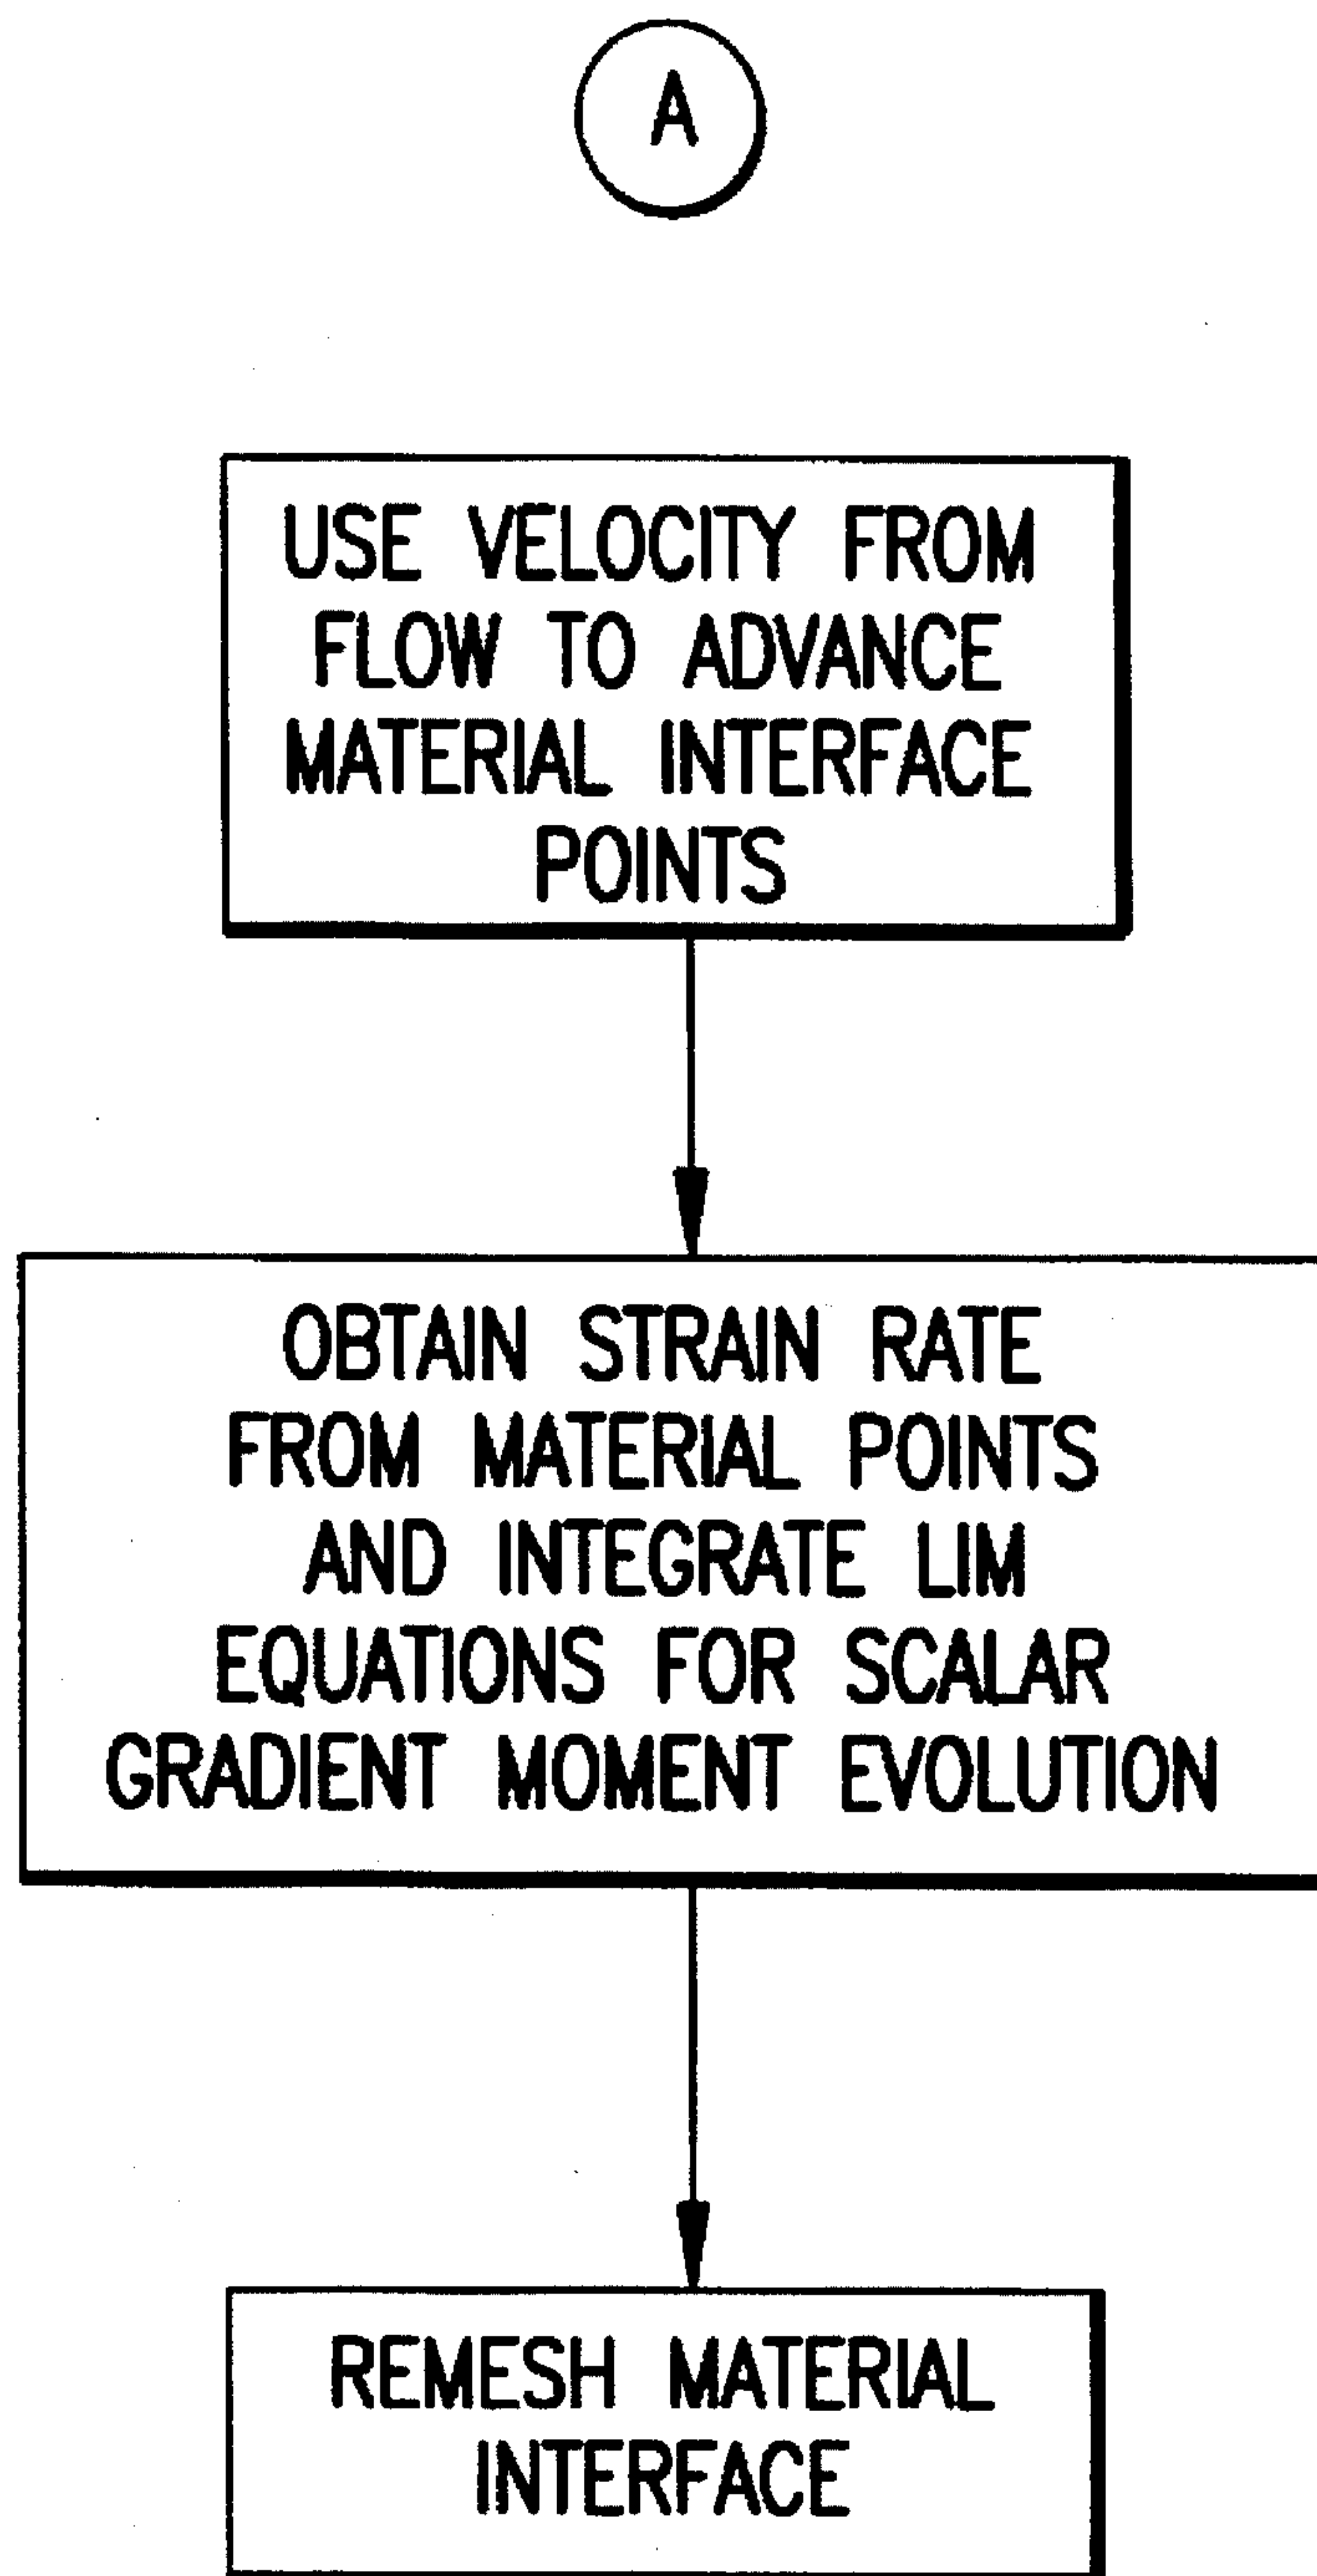 A
USE VELOCITY FROM
FLOW TO ADVANCE
MATERIAL INTERFACE
POINTS
OBTAIN STRAIN RATE
FROM MATERIAL POINTS
AND INTEGRATE LIM
EQUATIONS FOR SCALAR
GRADIENT MOMENT EVOLUTION
REMESH MATERIAL
INTERFACE